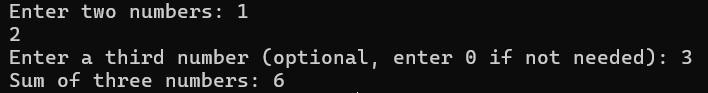 Enter two numbers: 1
2
Enter a third number (optional, enter 0 if not needed): 3
Sum of three numbers: 6